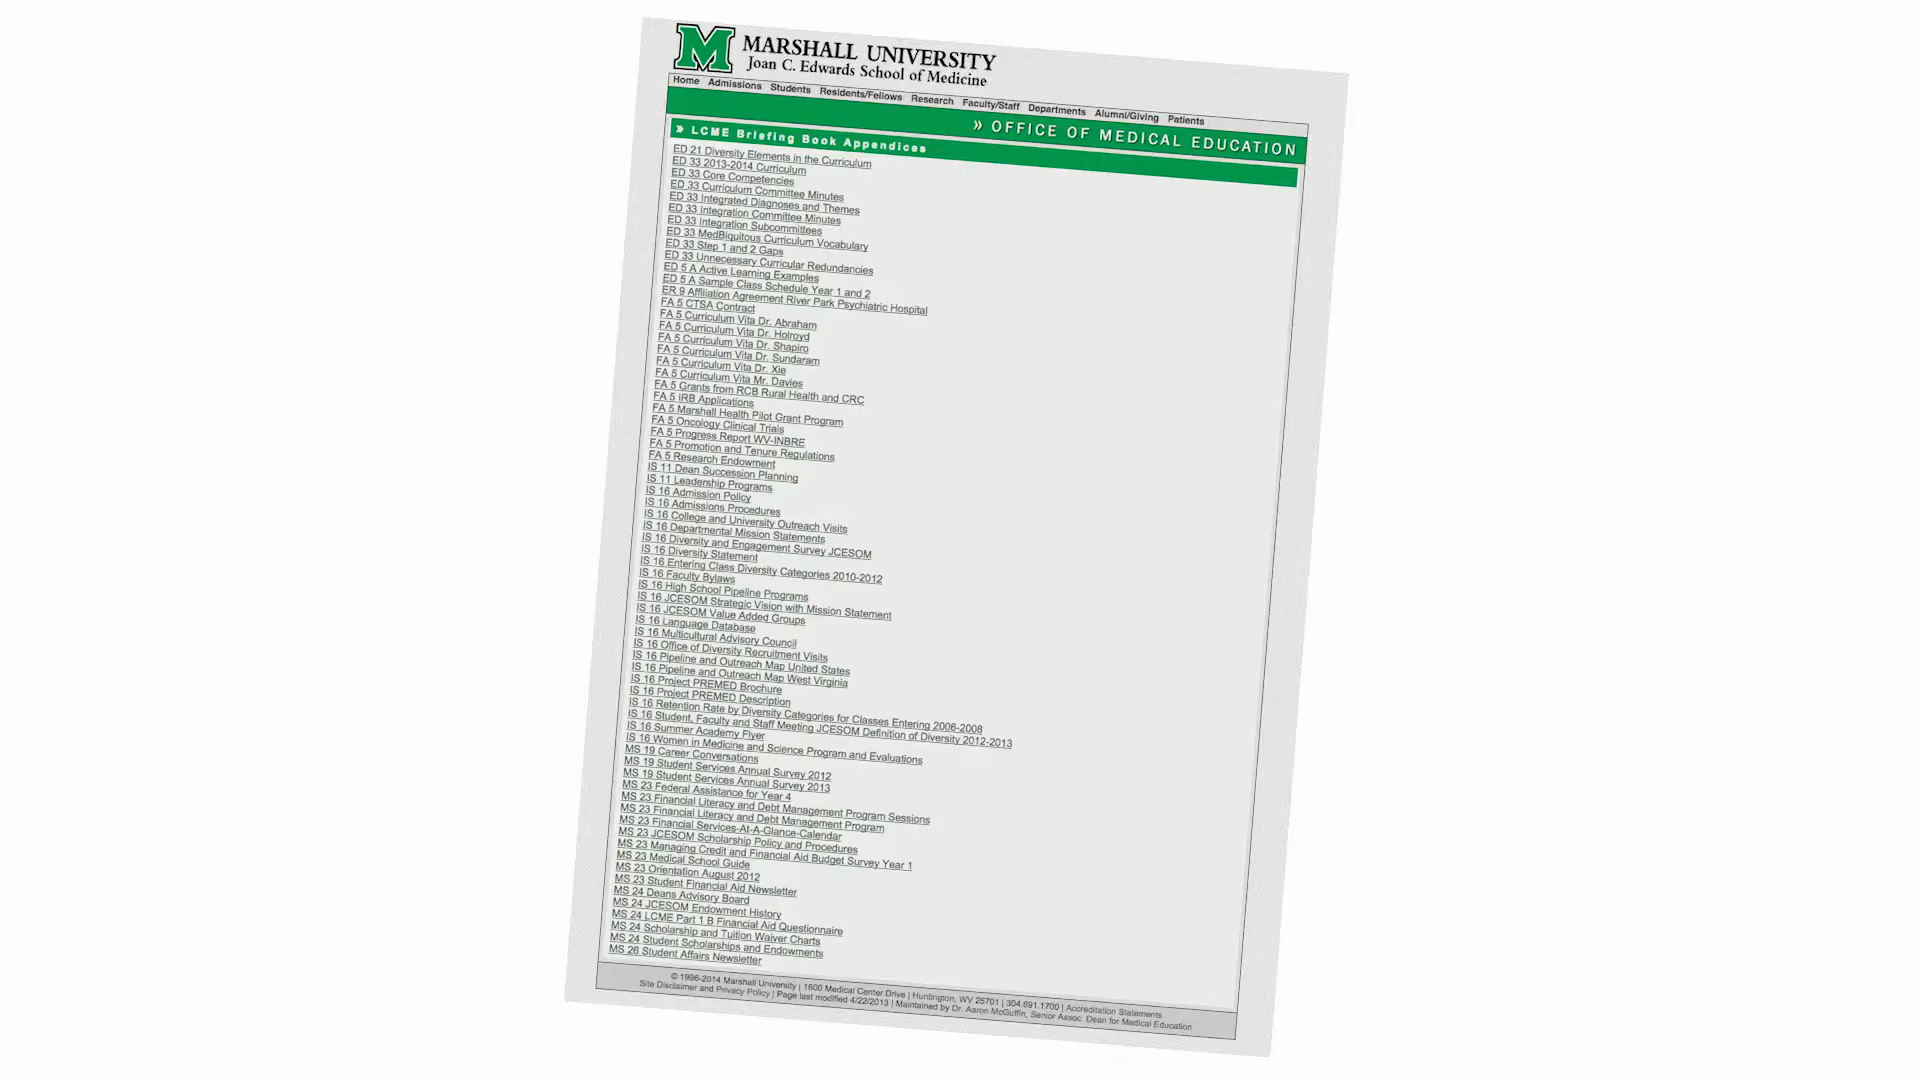 M MARSHALL UNIVERSITY
Joan C. Edwards School of Medicine
Home Admissions Students Residents/Fellows Research Faculty/Staff Departments Alumni/Giving Patients
» OFFICE OF MEDICAL EDUCATION
» LCME Briefing Book Appendices
ED 21 Diversity Elements in the Curriculum
ED 33 2013-2014 Curriculum
ED 33 Core Competencies
ED 33 Curriculum Committee Minutes
ED 33 Integrated Diagnoses and Themes
ED 33 Integration Committee Minutes
ED 33 Integration Subcommittees
ED 33 MedBiquitous Curriculum Vocabulary
ED 33 Step 1 and 2 Gaps
ED 33 Unnecessary Curricular Redundancies
ED 5 A Active Learning Examples
ED 5 A Sample Class Schedule Year 1 and 2
ER 9 Affiliation Agreement River Park Psychiatric Hospital
FA 5 CTSA Contract
FA 5 Curriculum Vita Dr. Abraham
FA 5 Curriculum Vita Dr. Holroyd
FA 5 Curriculum Vita Dr. Shapiro
FA 5 Curriculum Vita Dr. Sundaram
FA 5 Curriculum Vita Dr. Xie
FA 5 Curriculum Vita Mr. Davies
FA 5 Grants from RCB Rural Health and CRC
FA 5 IRB Applications
FA 5 Marshall Health Pilot Grant Program
FA 5 Oncology Clinical Trials
FA 5 Progress Report WV-INBRE
FA 5 Promotion and Tenure Regulations
FA 5 Research Endowment
IS 11 Dean Succession Planning
IS 11 Leadership Programs
IS 16 Admission Policy
IS 16 Admissions Procedures
IS 16 College and University Outreach Visits
IS 16 Departmental Mission Statements
IS 16 Diversity and Engagement Survey JCESOM
IS 16 Diversity Statement
IS 16 Entering Class Diversity Categories 2010-2012
IS 16 Faculty Bylaws
IS 16 High School Pipeline Programs
IS 16 JCESOM Strategic Vision with Mission Statement
IS 16 JCESOM Value Added Groups
IS 16 Language Database
IS 16 Multicultural Advisory Council
IS 16 Office of Diversity Recruitment Visits
IS 16 Pipeline and Outreach Map United States
IS 16 Pipeline and Outreach Map West Virginia
IS 16 Project PREMED Brochure
IS 16 Project PREMED Description
IS 16 Retention Rate by Diversity Categories for Classes Entering 2006-2008
IS 16 Student, Faculty and Staff Meeting JCESOM Definition of Diversity 2012-2013
IS 16 Summer Academy Flyer
IS 16 Women in Medicine and Science Program and Evaluations
MS 19 Career Conversations
MS 19 Student Services Annual Survey 2012
MS 19 Student Services Annual Survey 2013
MS 23 Federal Assistance for Year 4
MS 23 Financial Literacy and Debt Management Program Sessions
MS 23 Financial Literacy and Debt Management Program
MS 23 Financial Services-At-A-Glance-Calendar
MS 23 JCESOM Scholarship Policy and Procedures
MS 23 Managing Credit and Financial Aid Budget Survey Year 1
MS 23 Medical School Guide
MS 23 Orientation August 2012
MS 23 Student Financial Aid Newsletter
MS 24 Deans Advisory Board
MS 24 JCESOM Endowment History
MS 24 LCME Part 1 B Financial Aid Questionnaire
MS 24 Scholarship and Tuition Waiver Charts
MS 24 Student Scholarships and Endowments
MS 26 Student Affairs Newsletter
© 1996-2014 Marshall University | 1600 Medical Center Drive | Huntington, WV 25701 | 304.691.1700 | Accreditation Statements
Site Disclaimer and Privacy Policy | Page last modified 4/22/2013 | Maintained by Dr. Aaron McGuffin, Senior Assoc. Dean for Medical Education